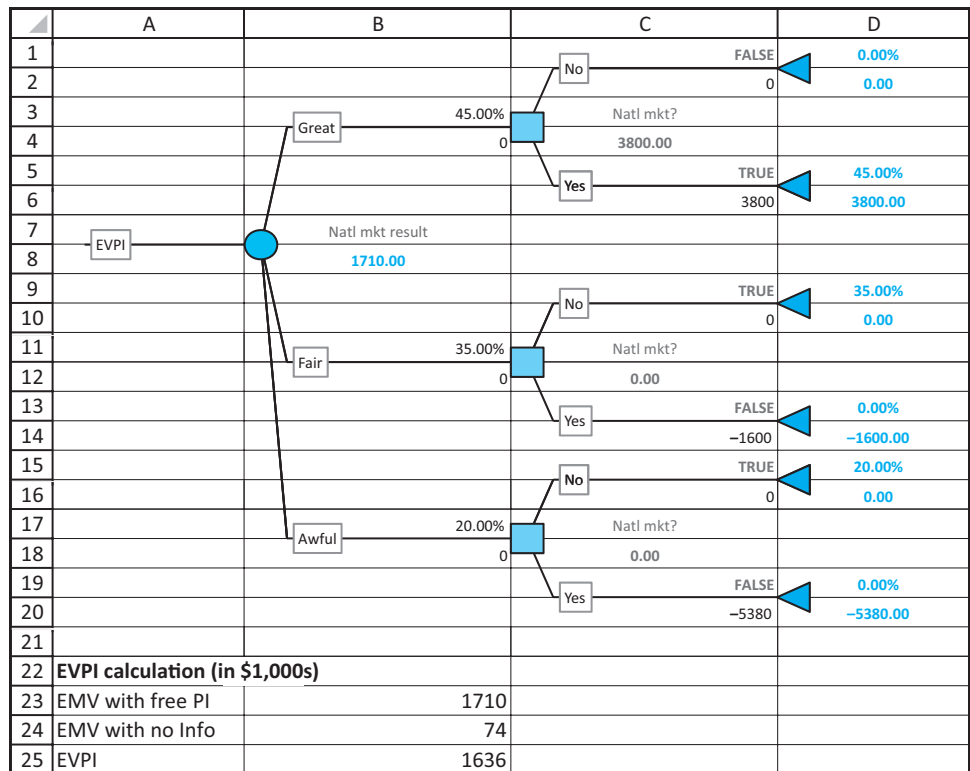 A B C D
1 FALSE 0.00%
No
2 0 0.00
3 45.00% Natl mkt?
Great
4 0 3800.00
5 TRUE 45.00%
Yes
6 3800 3800.00
7 Natl mkt result
EVPI
8 1710.00
9 TRUE 35.00%
No
10 0 0.00
11 35.00% Natl mkt?
Fair
12 0 0.00
13 FALSE 0.00%
Yes
14 –1600 –1600.00
15 TRUE 20.00%
No
16 0 0.00
17 20.00% Natl mkt?
Awful
18 0 0.00
19 FALSE 0.00%
Yes
20 –5380 –5380.00
21
22 EVPI calculation (in $1,000s)
23 EMV with free PI 1710
24 EMV with no Info 74
25 EVPI 1636